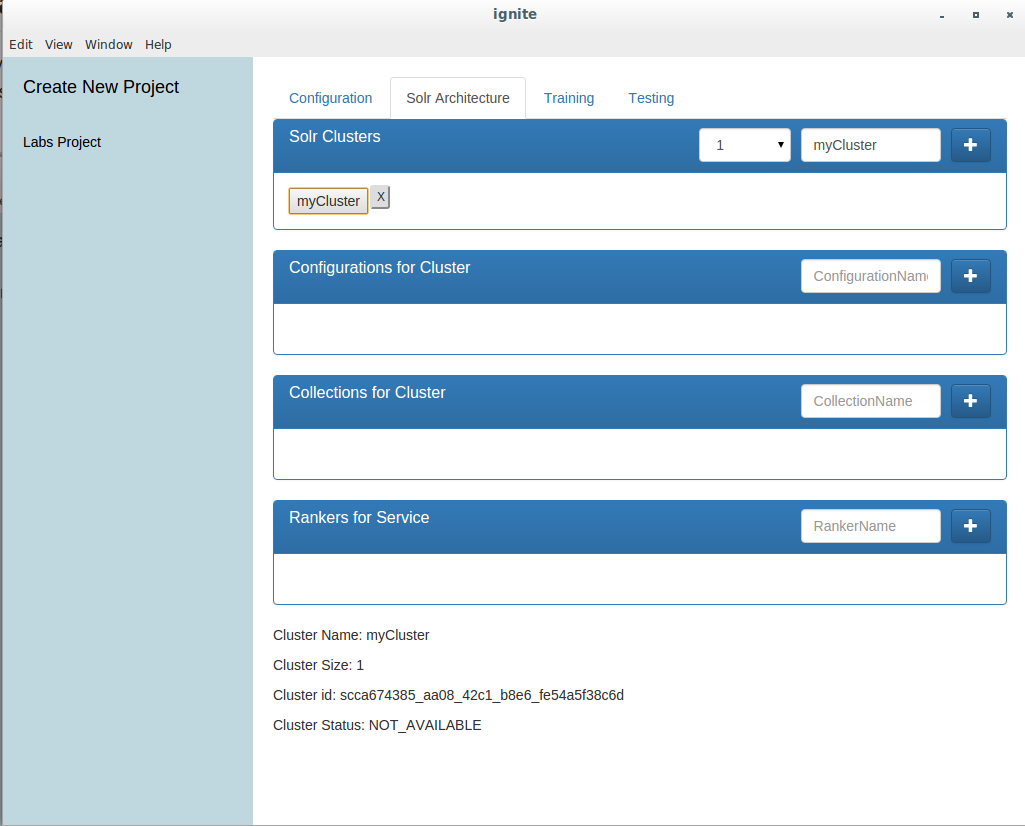 ignite
Edit View Window Help
Create New Project
Labs Project
Configuration Solr Architecture Training Testing
Solr Clusters 1 myCluster
myCluster X
Configurations for Cluster ConfigurationName
Collections for Cluster CollectionName
Rankers for Service RankerName
Cluster Name: myCluster
Cluster Size: 1
Cluster id: scca674385_aa08_42c1_b8e6_fe54a5f38c6d
Cluster Status: NOT_AVAILABLE